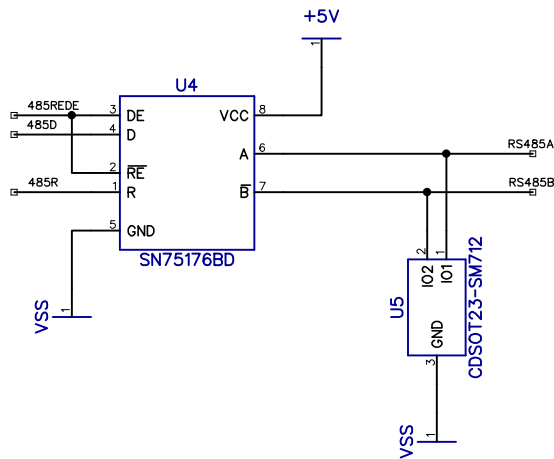 +5V
1
U4
485REDE
3
DE
VCC
8
485D
4
D
A
6
RS485A
2
RE
485R
1
R
B
7
RS485B
5
GND
SN75176BD
2
1
IO2
IO1
VSS
1
U5
GND
CDSOT23-SM712
3
VSS
1